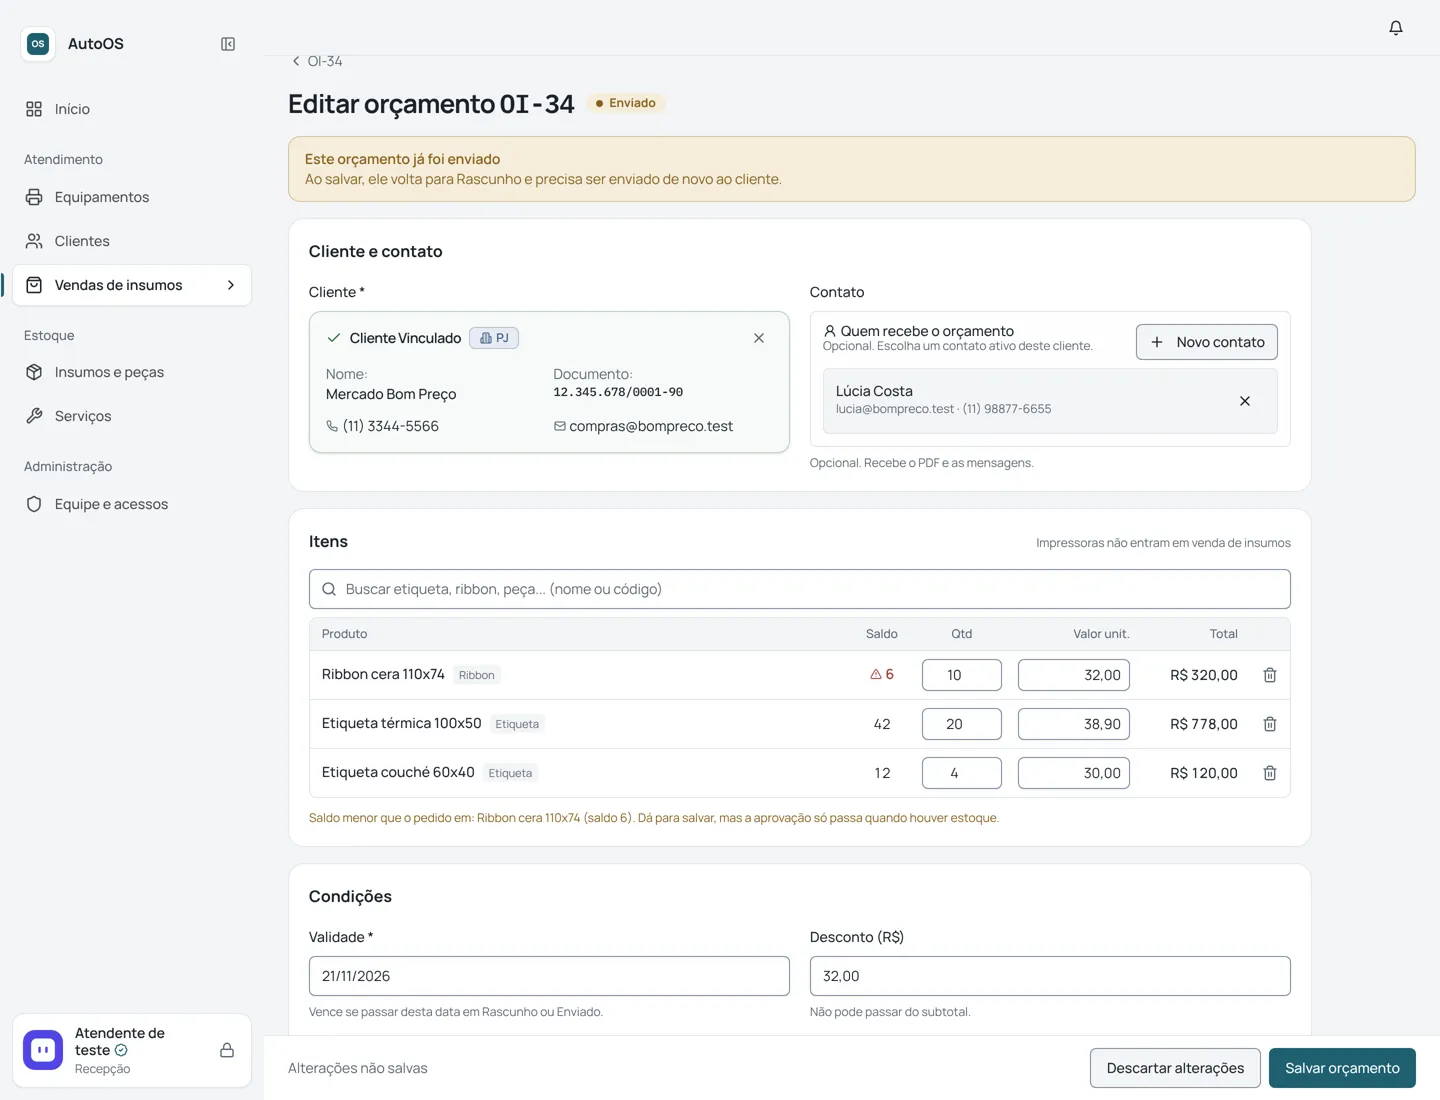 OS
AutoOS
Início
Atendimento
Equipamentos
Clientes
Vendas de insumos
Estoque
Insumos e peças
Serviços
Administração
Equipe e acessos
Atendente de
teste
Recepção
OI-34
Editar orçamento OI-34
Enviado
Este orçamento já foi enviado
Ao salvar, ele volta para Rascunho e precisa ser enviado de novo ao cliente.
Cliente e contato
Cliente *
Cliente Vinculado PJ
Nome:
Mercado Bom Preço
Documento:
12.345.678/0001-90
(11) 3344-5566
compras@bompreco.test
Contato
Quem recebe o orçamento
Opcional. Escolha um contato ativo deste cliente.
Novo contato
Lúcia Costa
lucia@bompreco.test · (11) 98877-6655
Opcional. Recebe o PDF e as mensagens.
Itens
Impressoras não entram em venda de insumos
Buscar etiqueta, ribbon, peça... (nome ou código)
Produto Saldo Qtd Valor unit. Total
Ribbon cera 110x74 Ribbon 6 10 32,00 R$ 320,00
Etiqueta térmica 100x50 Etiqueta 42 20 38,90 R$ 778,00
Etiqueta couché 60x40 Etiqueta 12 4 30,00 R$ 120,00
Saldo menor que o pedido em: Ribbon cera 110x74 (saldo 6). Dá para salvar, mas a aprovação só passa quando houver estoque.
Condições
Validade *
21/11/2026
Vence se passar desta data em Rascunho ou Enviado.
Desconto (R$)
32,00
Não pode passar do subtotal.
Alterações não salvas
Descartar alterações
Salvar orçamento